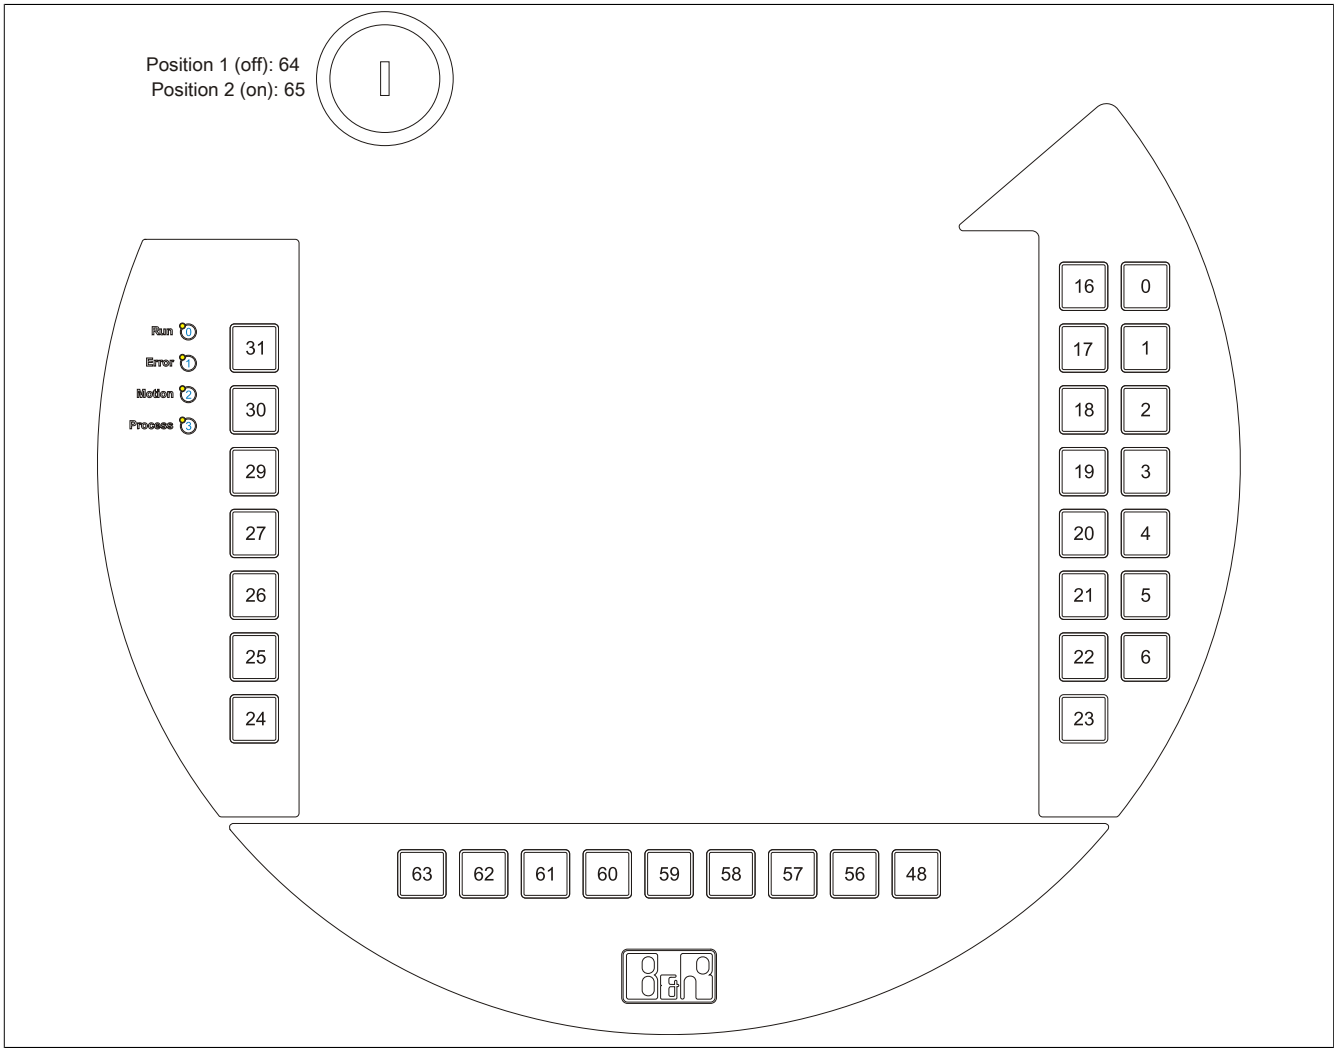 Position 1 (off): 64
Position 2 (on): 65
16 0
Run 0
31
17 1
Error 1
Motion 2
30
18 2
Process 3
29
19 3
27
20 4
26
21 5
25
22 6
24
23
63 62 61 60 59 58 57 56 48
B&R